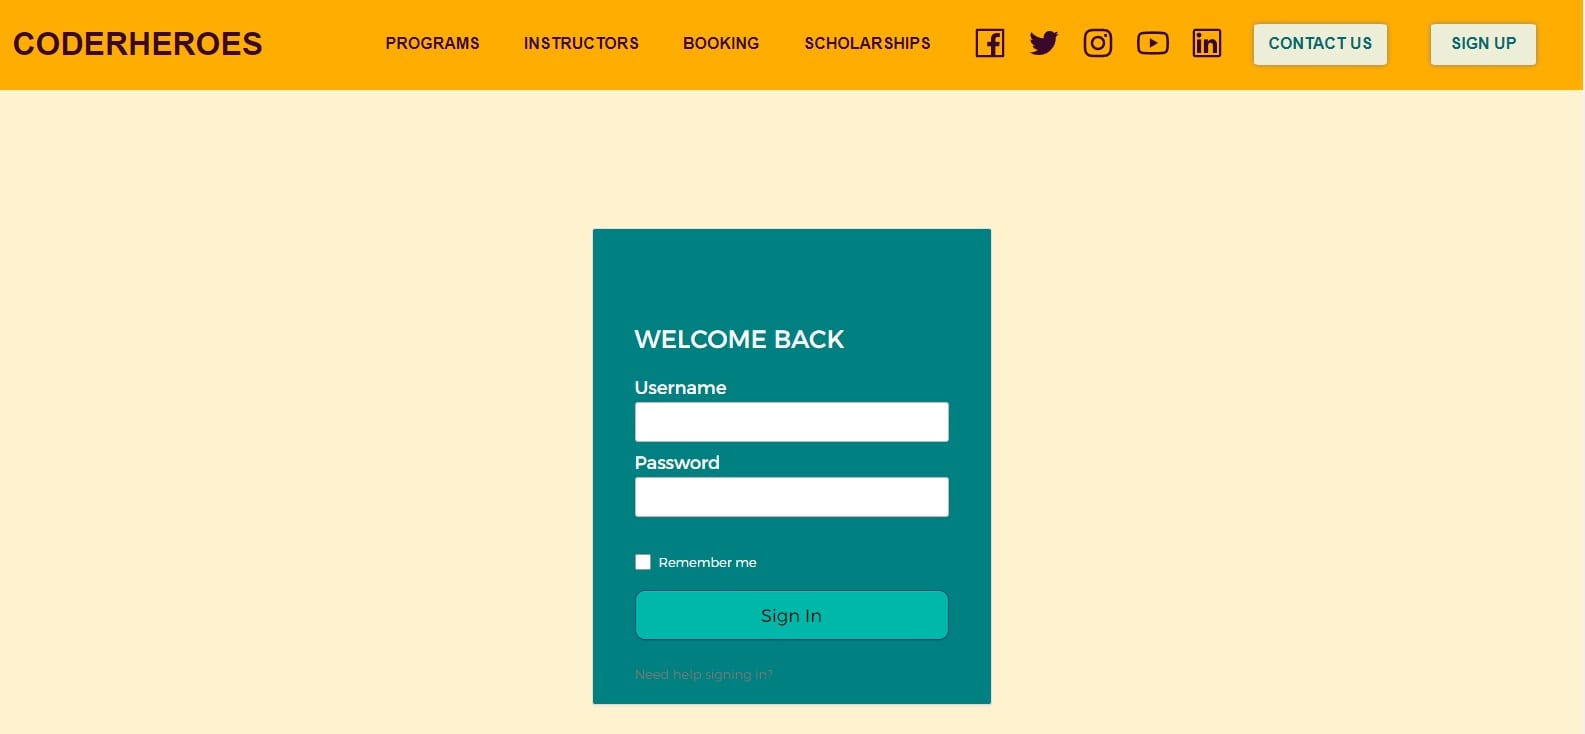 CODERHEROES PROGRAMS INSTRUCTORS BOOKING SCHOLARSHIPS CONTACT US SIGN UP
WELCOME BACK
Username
Password
Remember me
Sign In
Need help signing in?